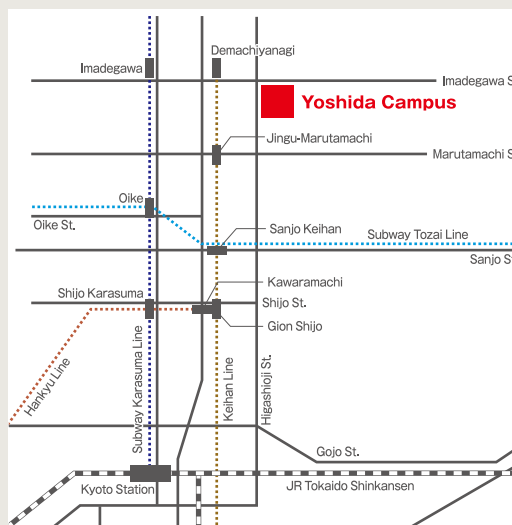 Demachiyanagi
Imadegawa
Imadegawa S
Yoshida Campus
Jingu-Marutamachi
Marutamachi S
Oike
Oike St.
Sanjo Keihan
Subway Tozai Line
Sanjo St
Kawaramachi
Shijo Karasuma
Shijo St.
Gion Shijo
Hankyu Line
Subway Karasuma Line
Keihan Line
Higashioji St.
Gojo St.
Kyoto Station
JR Tokaido Shinkansen